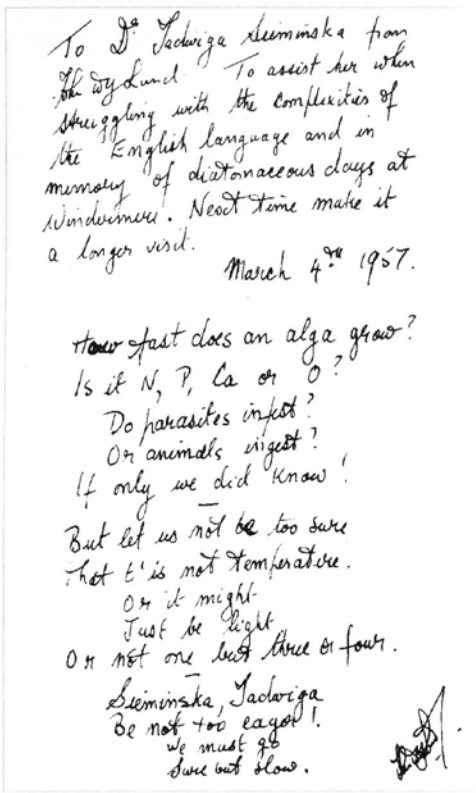 To Dr Jadwiga Sieminska from
John W G Lund. To assist her when
struggling with the complexities of
the English language and in
memory of diatomaceous days at
Windermere. Next time make it
a longer visit.
March 4th 1957.
How fast does an alga grow?
Is it N, P, Ca or O?
Do parasites infest?
Or animals ingest?
If only we did know!
But let us not be too sure
That t'is not temperature.
Or it might
Just be light
Or not one but three or four.
Sieminska, Jadwiga
Be not too eager!
We must go
Sure but slow.